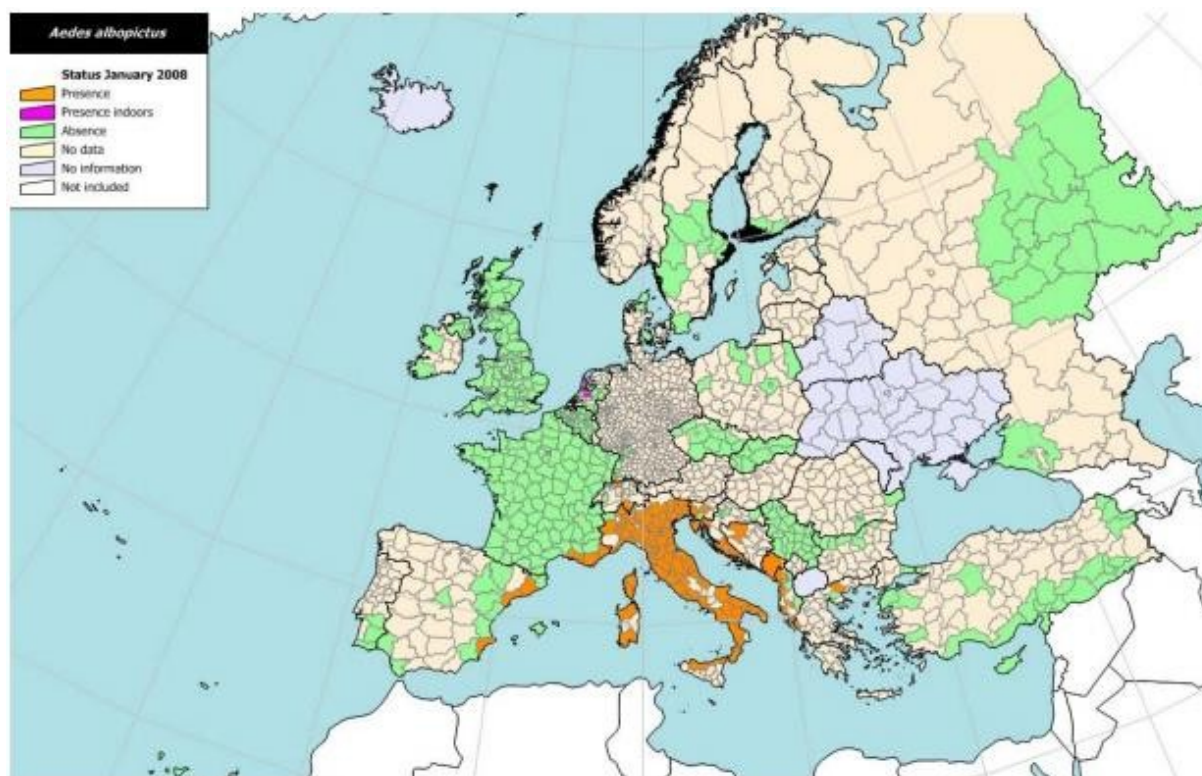 Aedes albopictus
Status January 2008
Presence
Presence indoors
Absence
No data
No information
Not included